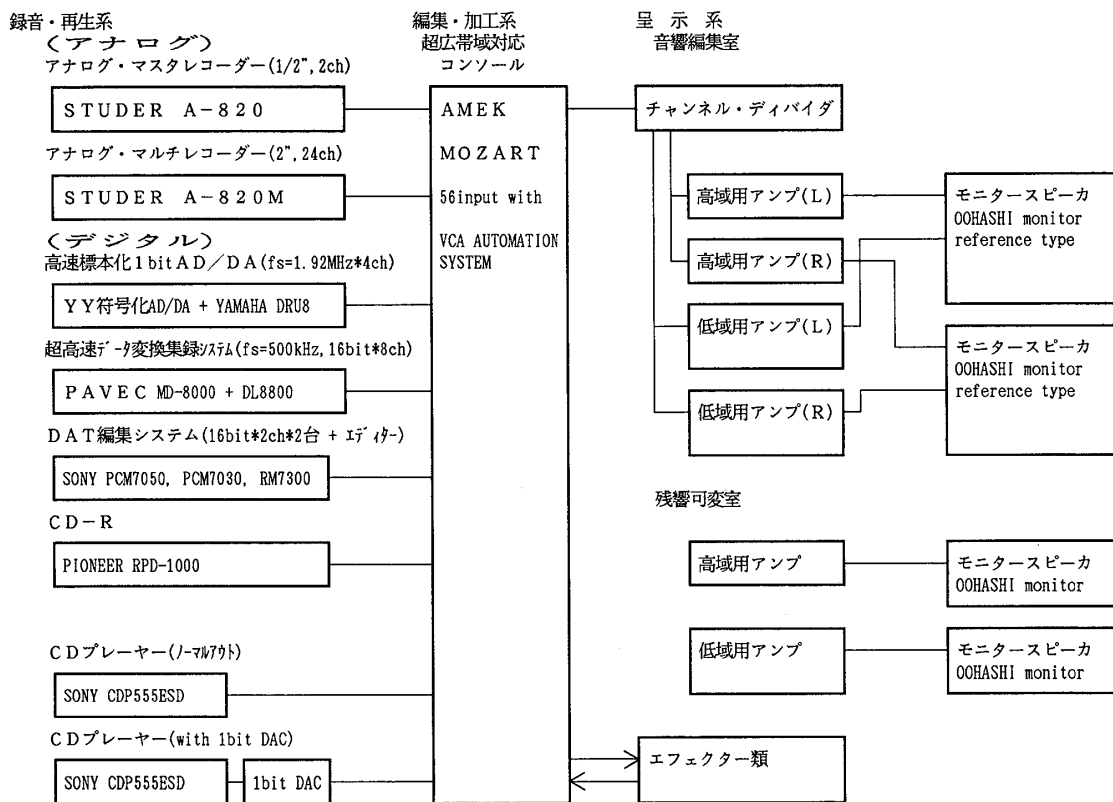 録音・再生系
(アナログ)
アナログ・マスタレコーダー(1/2",2ch)
STUDER A-820
アナログ・マルチレコーダー(2",24ch)
STUDER A-820M
(デジタル)
高速標本化1bitAD/DA(fs=1.92MHz*4ch)
YY符号化AD/DA + YAMAHA DRU8
超高速データ変換集録システム(fs=500kHz,16bit*8ch)
PAVEC MD-8000 + DL8800
DAT編集システム(16bit*2ch*2台 + エディター)
SONY PCM7050, PCM7030, RM7300
CD-R
PIONEER RPD-1000
CDプレーヤー(ノーマルアウト)
SONY CDP555ESD
CDプレーヤー(with 1bit DAC)
SONY CDP555ESD
1bit DAC
編集・加工系
超広帯域対応
コンソール
AMEK
MOZART
56input with
VCA AUTOMATION
SYSTEM
呈 示 系
音響編集室
チャンネル・ディバイダ
高域用アンプ(L)
高域用アンプ(R)
低域用アンプ(L)
低域用アンプ(R)
モニタースピーカ
OOHASHI monitor
reference type
モニタースピーカ
OOHASHI monitor
reference type
残響可変室
高域用アンプ
モニタースピーカ
OOHASHI monitor
低域用アンプ
モニタースピーカ
OOHASHI monitor
エフェクター類